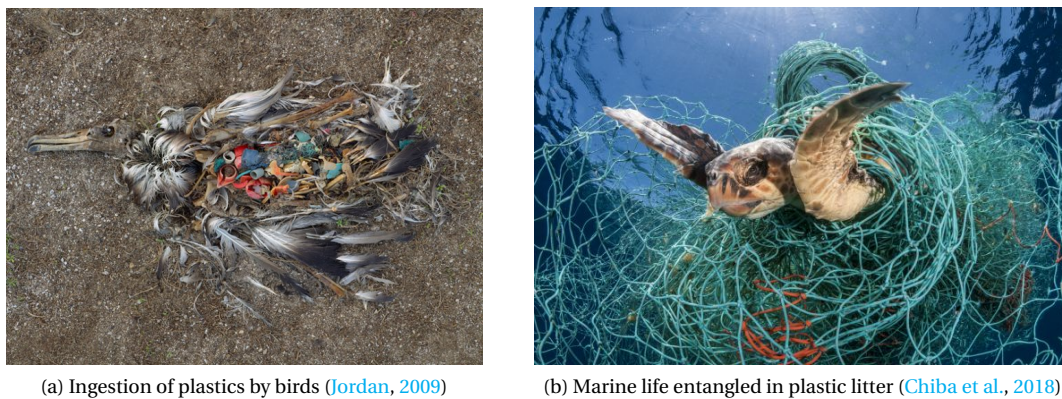 (a) Ingestion of plastics by birds (Jordan, 2009)
(b) Marine life entangled in plastic litter (Chiba et al., 2018)